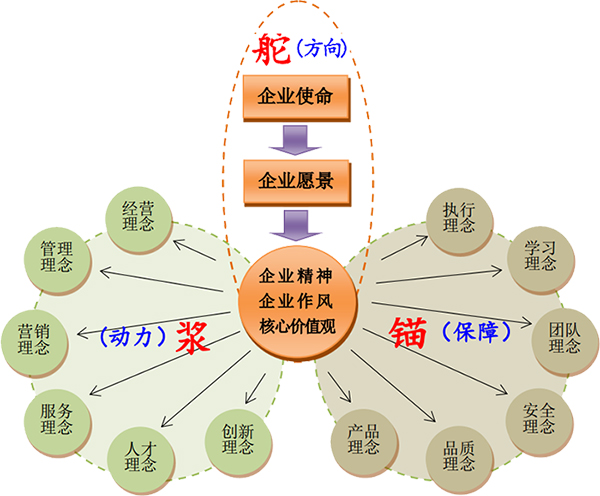 舵(方向)
企业使命
企业愿景
企业精神
企业作风
核心价值观
(动力)浆
经营
理念
管理
理念
营销
理念
服务
理念
人才
理念
创新
理念
锚(保障)
执行
理念
学习
理念
团队
理念
安全
理念
品质
理念
产品
理念